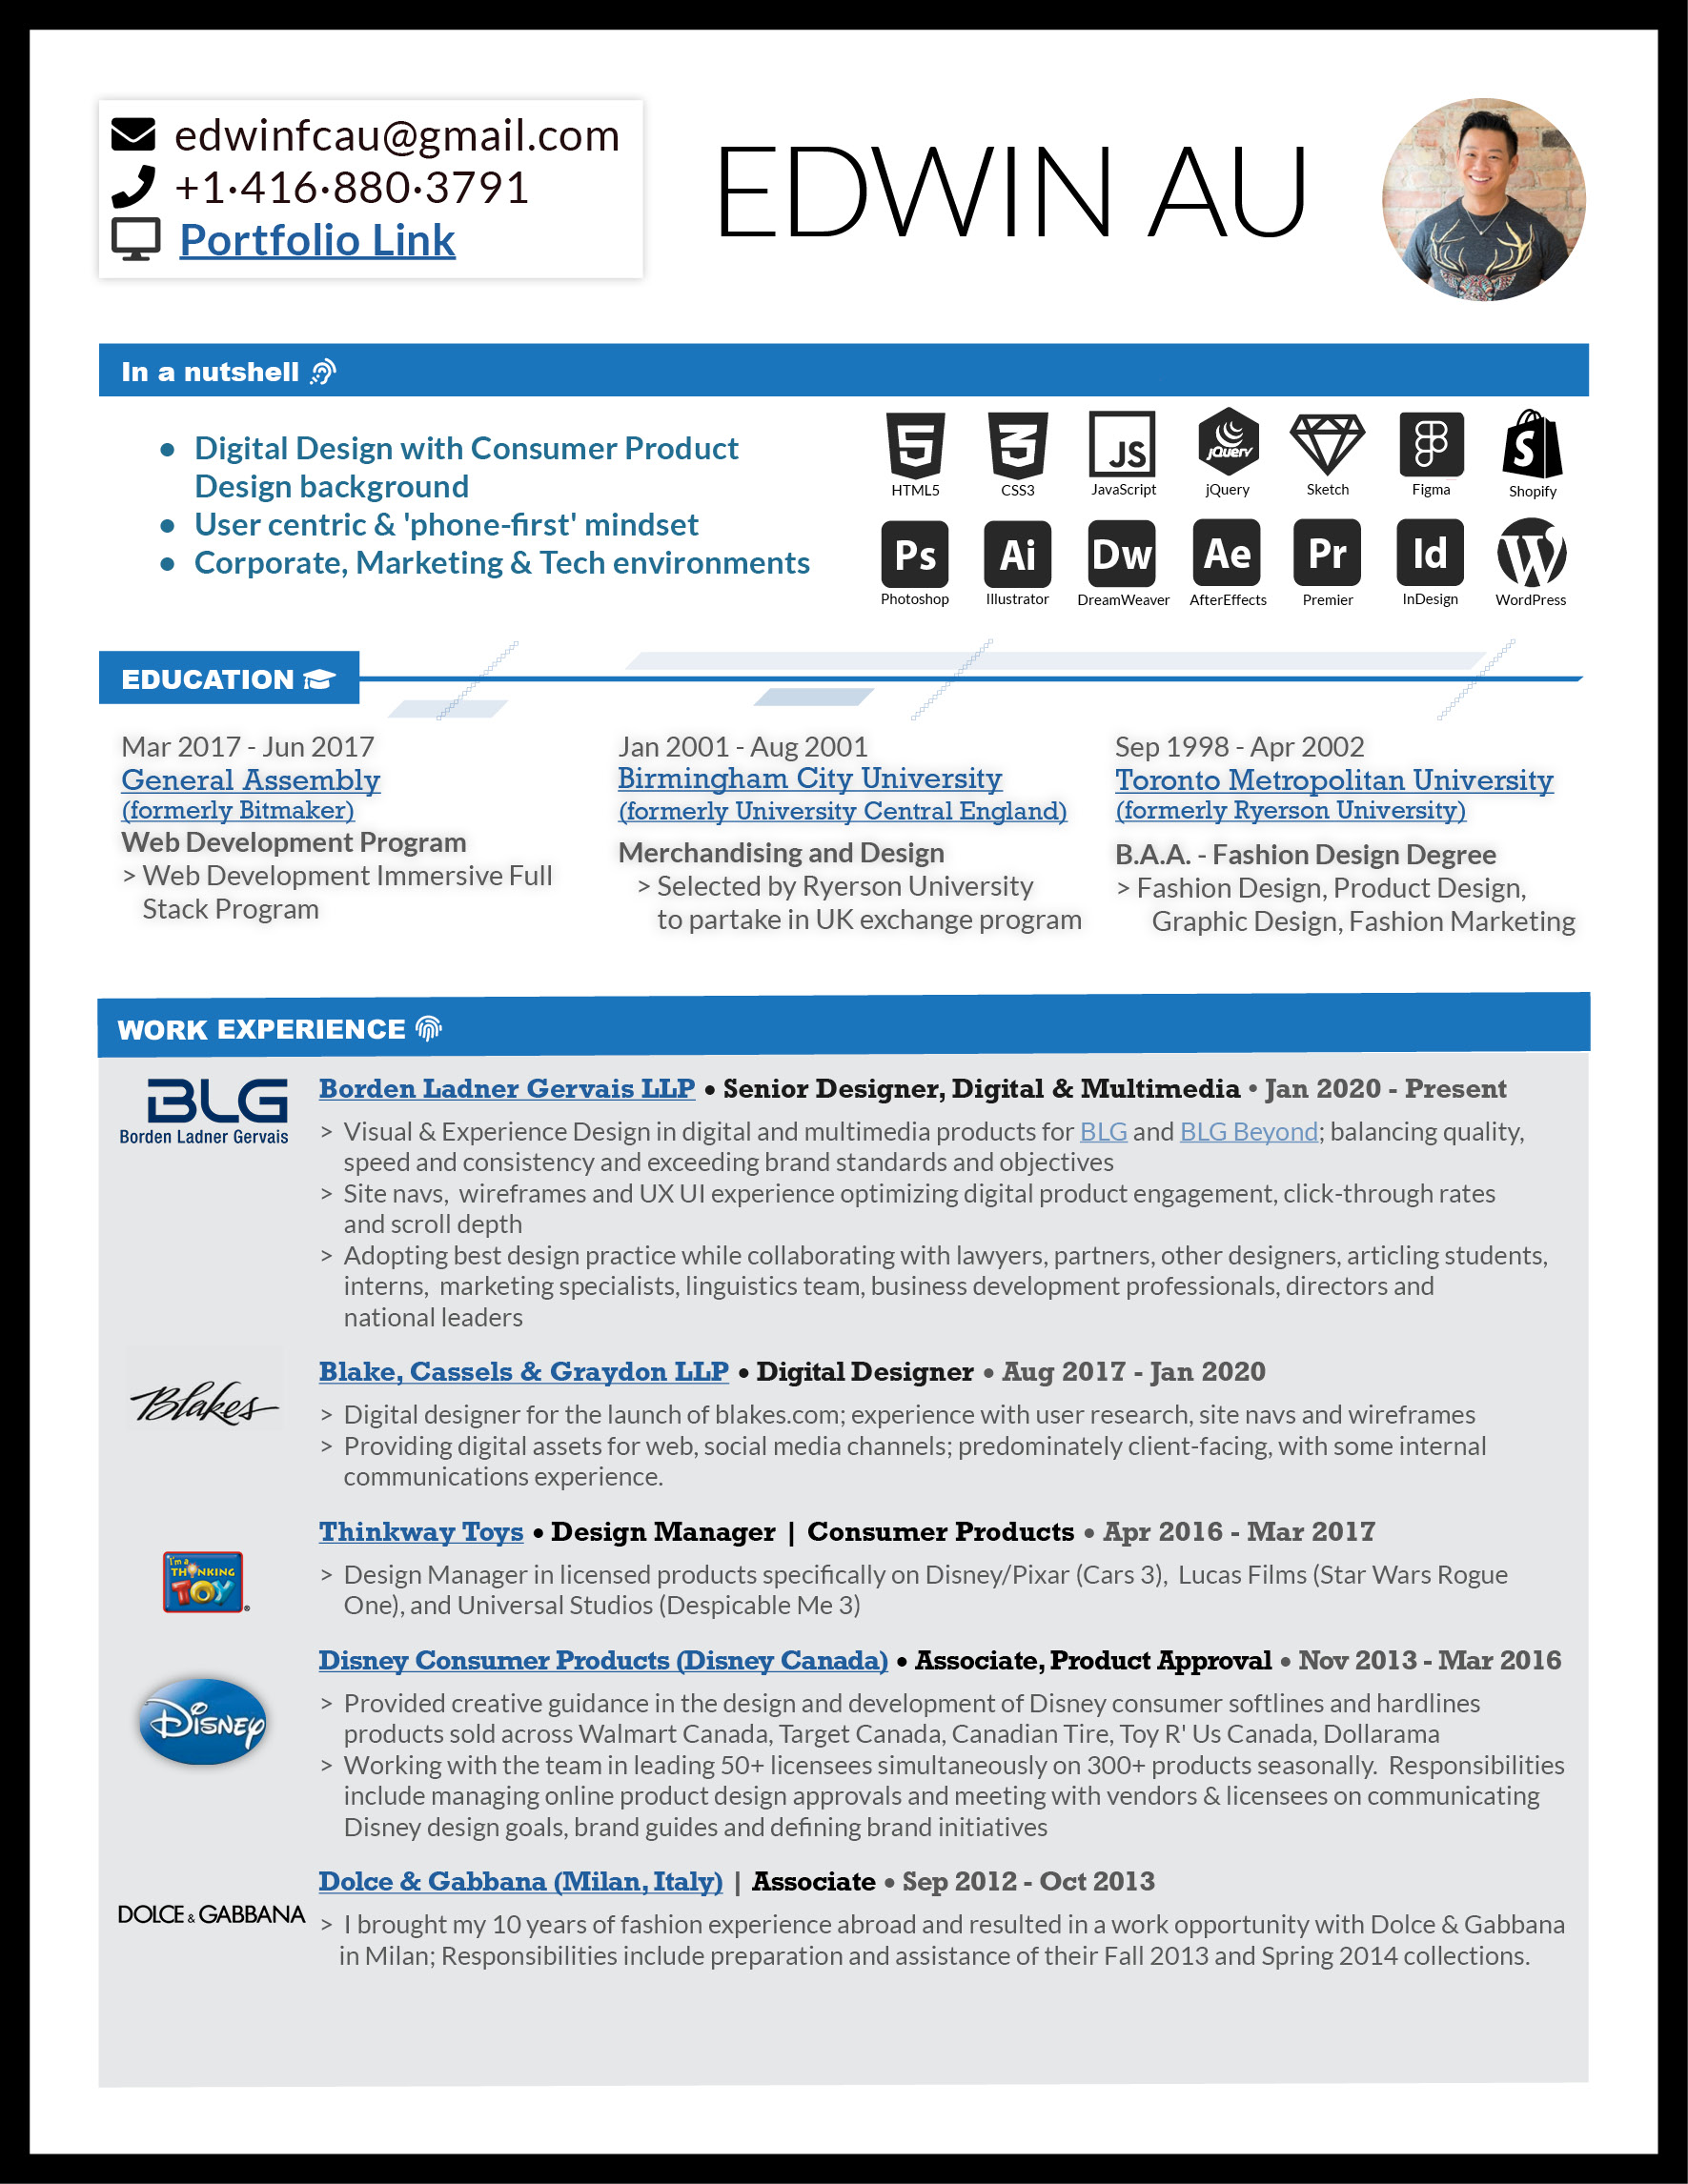 edwinfcau@gmail.com
+1·416·880·3791
Portfolio Link
EDWIN AU
In a nutshell
• Digital Design with Consumer Product
Design background
• User centric & 'phone-first' mindset
• Corporate, Marketing & Tech environments
5 3 JS jQuery S
HTML5 CSS3 JavaScript jQuery Sketch Figma Shopify
Ps Ai Dw Ae Pr Id W
Photoshop Illustrator DreamWeaver AfterEffects Premier InDesign WordPress
EDUCATION
Mar 2017 - Jun 2017
General Assembly
(formerly Bitmaker)
Web Development Program
> Web Development Immersive Full
Stack Program
Jan 2001 - Aug 2001
Birmingham City University
(formerly University Central England)
Merchandising and Design
> Selected by Ryerson University
to partake in UK exchange program
Sep 1998 - Apr 2002
Toronto Metropolitan University
(formerly Ryerson University)
B.A.A. - Fashion Design Degree
> Fashion Design, Product Design,
Graphic Design, Fashion Marketing
WORK EXPERIENCE
BLG
Borden Ladner Gervais
Borden Ladner Gervais LLP • Senior Designer, Digital & Multimedia • Jan 2020 - Present
> Visual & Experience Design in digital and multimedia products for BLG and BLG Beyond; balancing quality,
speed and consistency and exceeding brand standards and objectives
> Site navs, wireframes and UX UI experience optimizing digital product engagement, click-through rates
and scroll depth
> Adopting best design practice while collaborating with lawyers, partners, other designers, articling students,
interns, marketing specialists, linguistics team, business development professionals, directors and
national leaders
Blakes
Blake, Cassels & Graydon LLP • Digital Designer • Aug 2017 - Jan 2020
> Digital designer for the launch of blakes.com; experience with user research, site navs and wireframes
> Providing digital assets for web, social media channels; predominately client-facing, with some internal
communications experience.
I'm a
THINKING
TOY
®
Thinkway Toys • Design Manager | Consumer Products • Apr 2016 - Mar 2017
> Design Manager in licensed products specifically on Disney/Pixar (Cars 3), Lucas Films (Star Wars Rogue
One), and Universal Studios (Despicable Me 3)
Disney
Disney Consumer Products (Disney Canada) • Associate, Product Approval • Nov 2013 - Mar 2016
> Provided creative guidance in the design and development of Disney consumer softlines and hardlines
products sold across Walmart Canada, Target Canada, Canadian Tire, Toy R' Us Canada, Dollarama
> Working with the team in leading 50+ licensees simultaneously on 300+ products seasonally. Responsibilities
include managing online product design approvals and meeting with vendors & licensees on communicating
Disney design goals, brand guides and defining brand initiatives
DOLCE & GABBANA
Dolce & Gabbana (Milan, Italy) | Associate • Sep 2012 - Oct 2013
> I brought my 10 years of fashion experience abroad and resulted in a work opportunity with Dolce & Gabbana
in Milan; Responsibilities include preparation and assistance of their Fall 2013 and Spring 2014 collections.